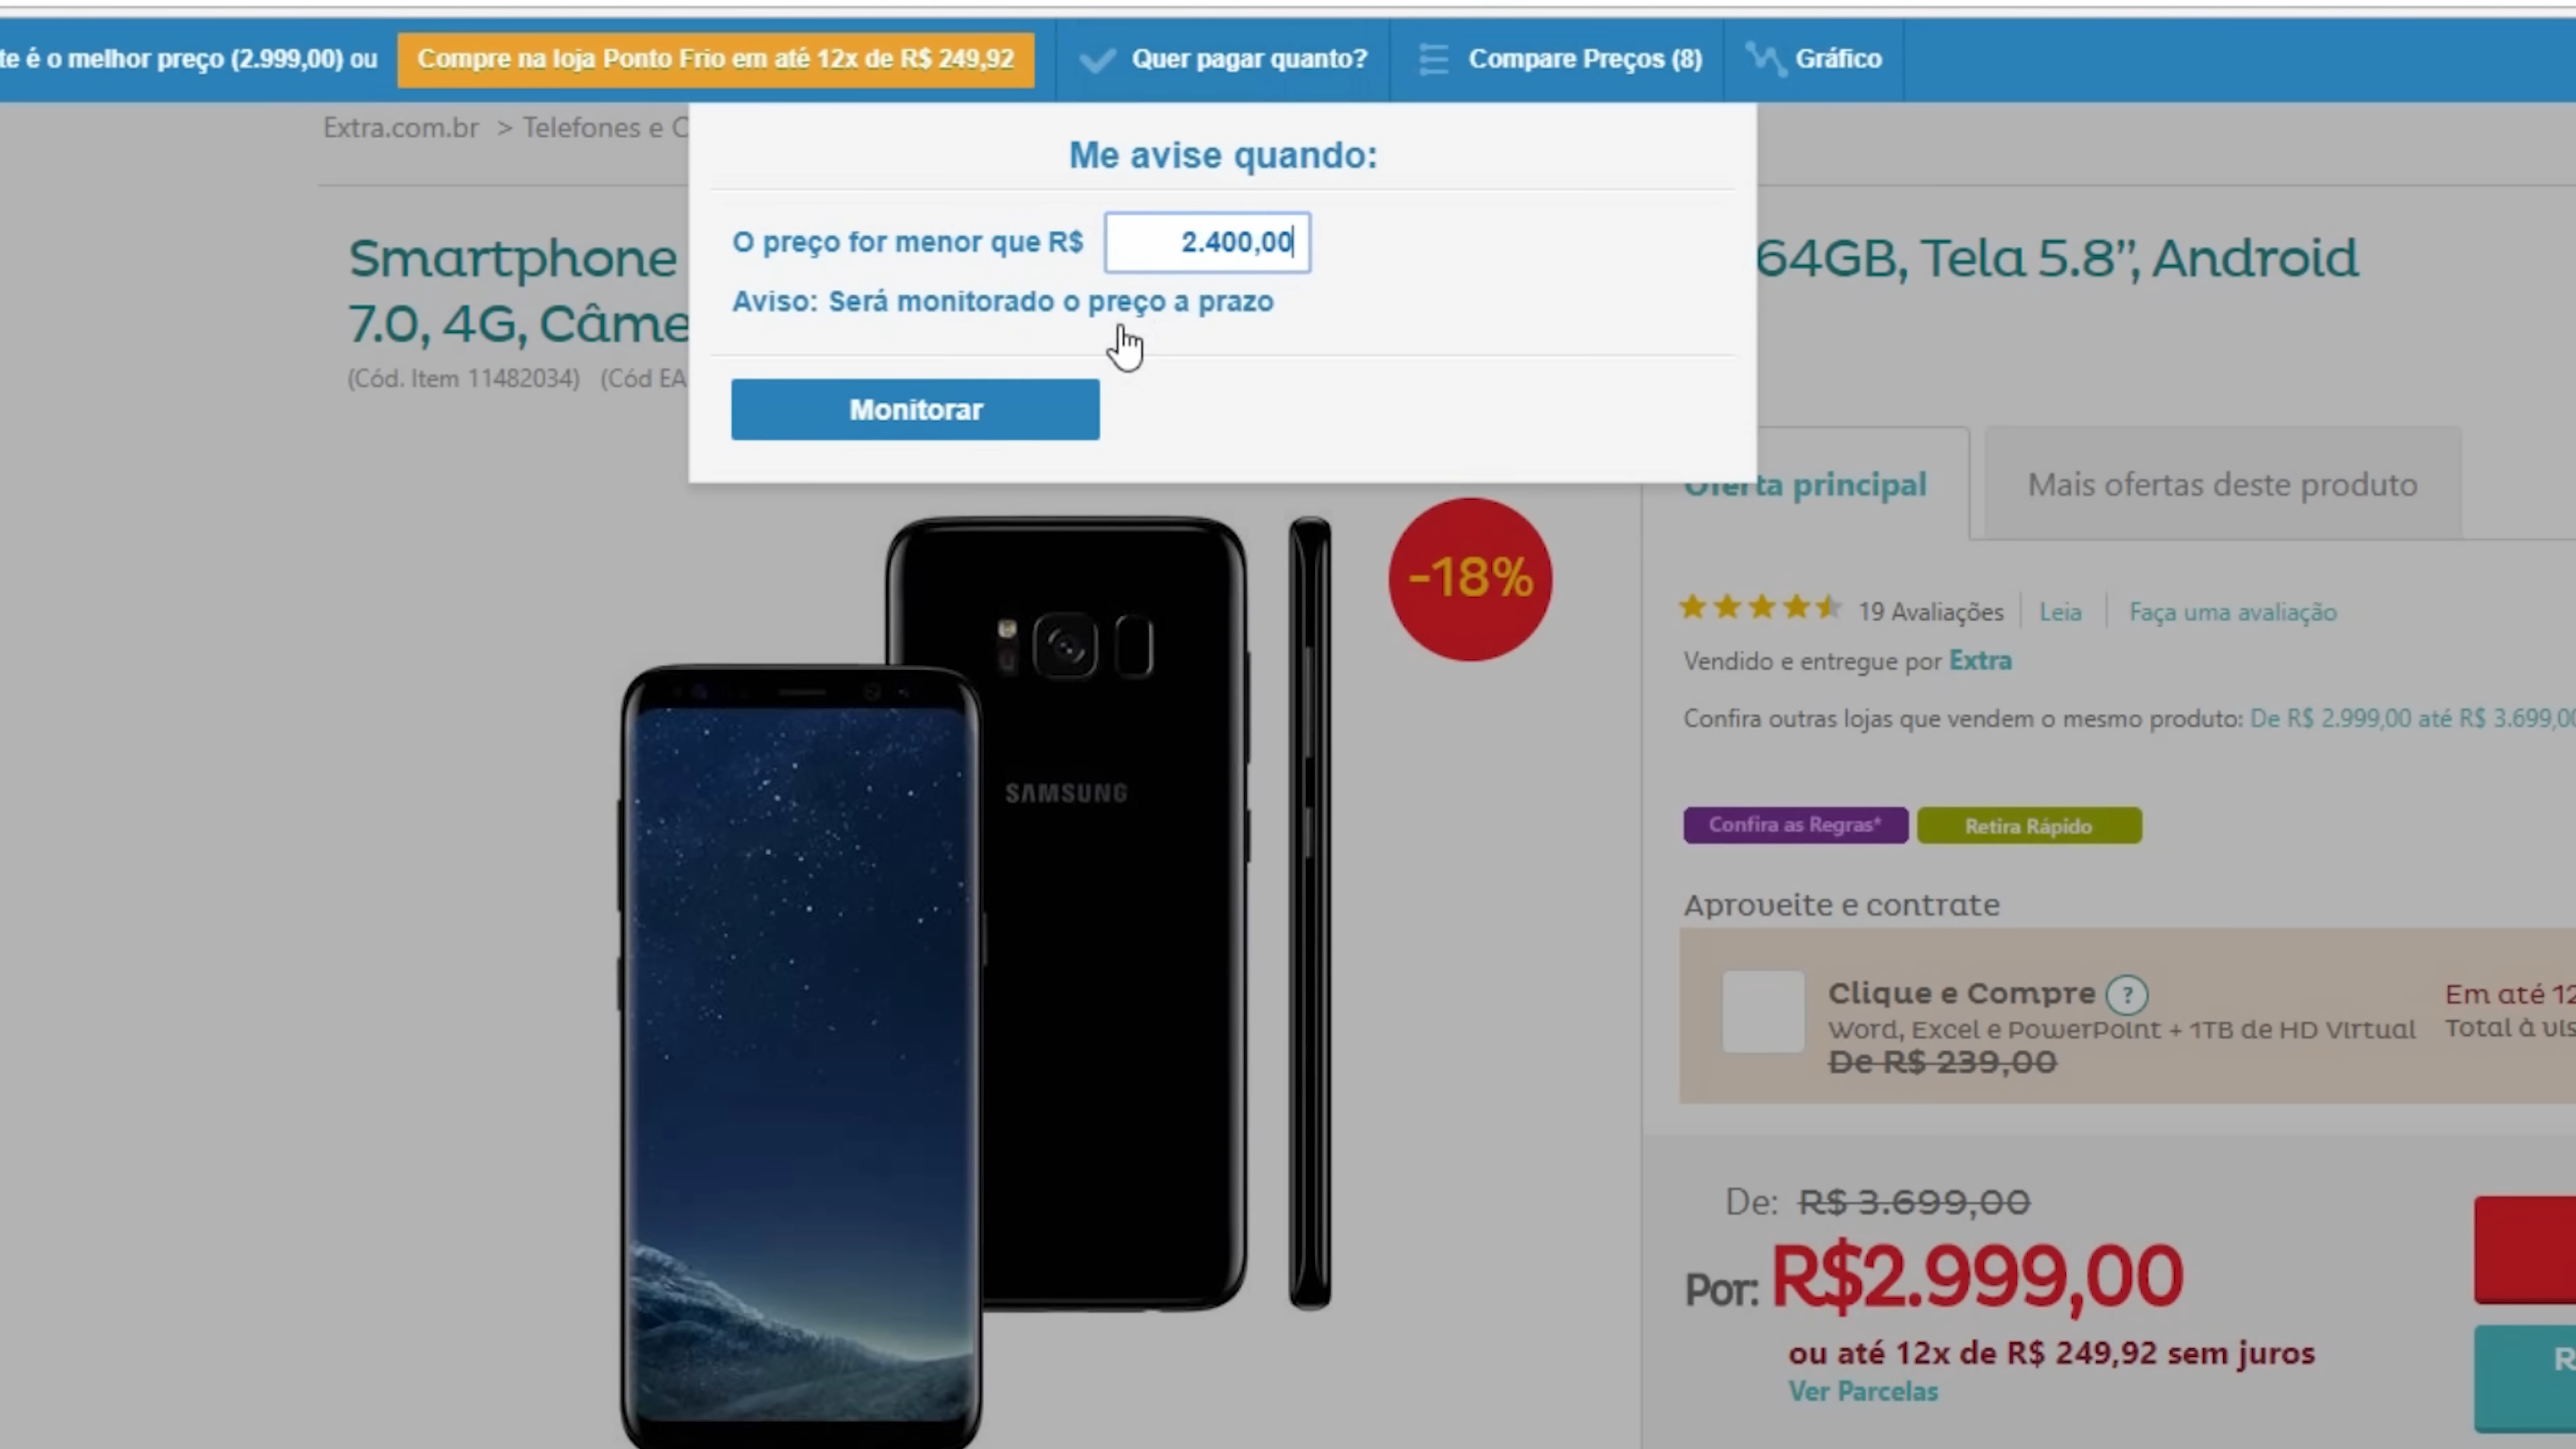 te é o melhor preço (2.999,00) ou
Compre na loja Ponto Frio em até 12x de R$ 249,92
Quer pagar quanto?
Compare Preços (8)
Gráfico
Extra.com.br > Telefones e C
Me avise quando:
O preço for menor que R$ 2.400,00
Aviso: Será monitorado o preço a prazo
Monitorar
Smartphone 64GB, Tela 5.8”, Android
7.0, 4G, Câme
(Cód. Item 11482034) (Cód EA
Oferta principal
Mais ofertas deste produto
-18%
19 Avaliações Leia Faça uma avaliação
Vendido e entregue por Extra
Confira outras lojas que vendem o mesmo produto: De R$ 2.999,00 até R$ 3.699,00
SAMSUNG
Confira as Regras*
Retira Rápido
Aproveite e contrate
Clique e Compre ?
Word, Excel e PowerPoint + 1TB de HD Virtual
De R$ 239,00
Em até 12
Total à vis
De: R$ 3.699,00
Por: R$2.999,00
ou até 12x de R$ 249,92 sem juros
Ver Parcelas
R